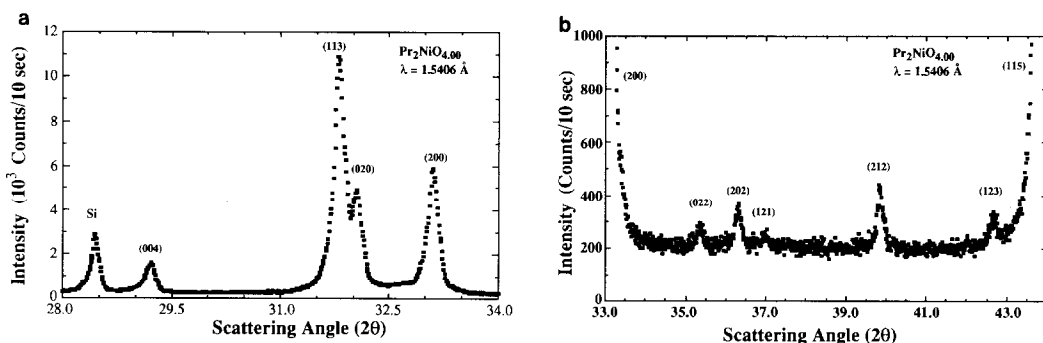 a
12
10
8
6
4
2
0
Intensity (10³ Counts/10 sec)
Si
(004)
(113)
(020)
(200)
Pr₂NiO₄.₀₀
λ = 1.5406 Å
28.0 29.5 31.0 32.5 34.0
Scattering Angle (2θ)
b
1000
800
600
400
200
0
Intensity (Counts/10 sec)
(200)
(022)
(202)
(121)
(212)
(123)
(115)
Pr₂NiO₄.₀₀
λ = 1.5406 Å
33.0 35.0 37.0 39.0 41.0 43.0
Scattering Angle (2θ)